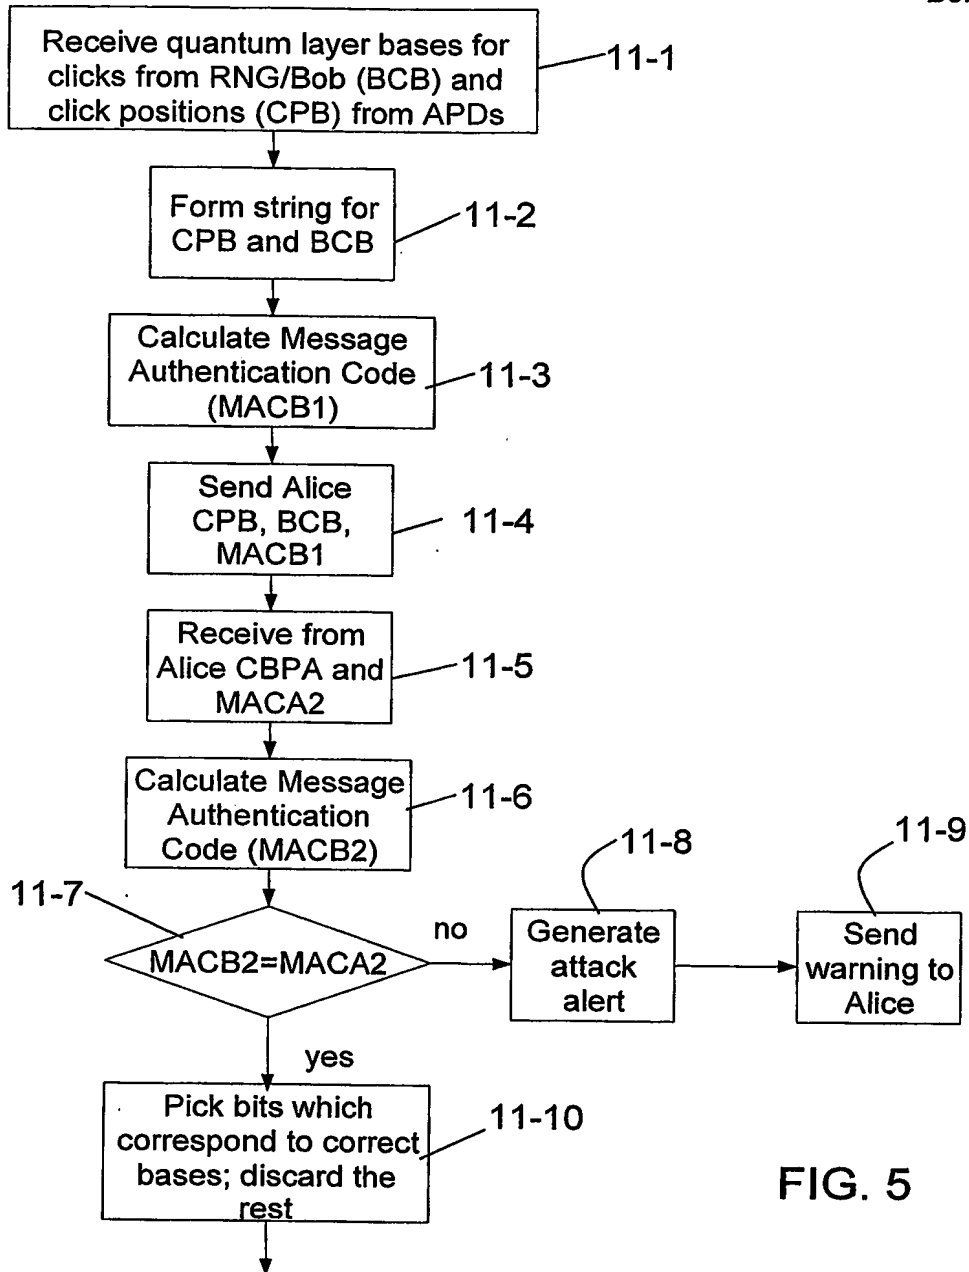 Receive quantum layer bases for
clicks from RNG/Bob (BCB) and
click positions (CPB) from APDs
11-1
Form string for
CPB and BCB
11-2
Calculate Message
Authentication Code
(MACB1)
11-3
Send Alice
CPB, BCB,
MACB1
11-4
Receive from
Alice CBPA and
MACA2
11-5
Calculate Message
Authentication
Code (MACB2)
11-6
11-7
MACB2=MACA2
no
yes
11-8
Generate
attack
alert
11-9
Send
warning to
Alice
Pick bits which
correspond to correct
bases; discard the
rest
11-10
FIG. 5